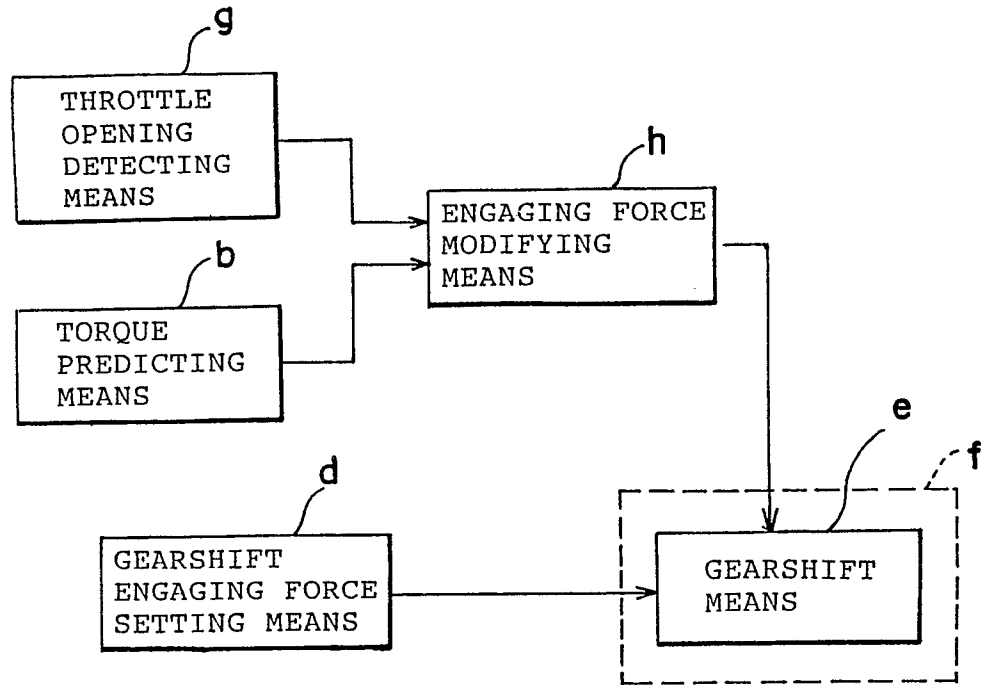 g
THROTTLE
OPENING
DETECTING
MEANS
h
ENGAGING FORCE
MODIFYING
MEANS
b
TORQUE
PREDICTING
MEANS
e
f
d
GEARSHIFT
ENGAGING FORCE
SETTING MEANS
GEARSHIFT
MEANS